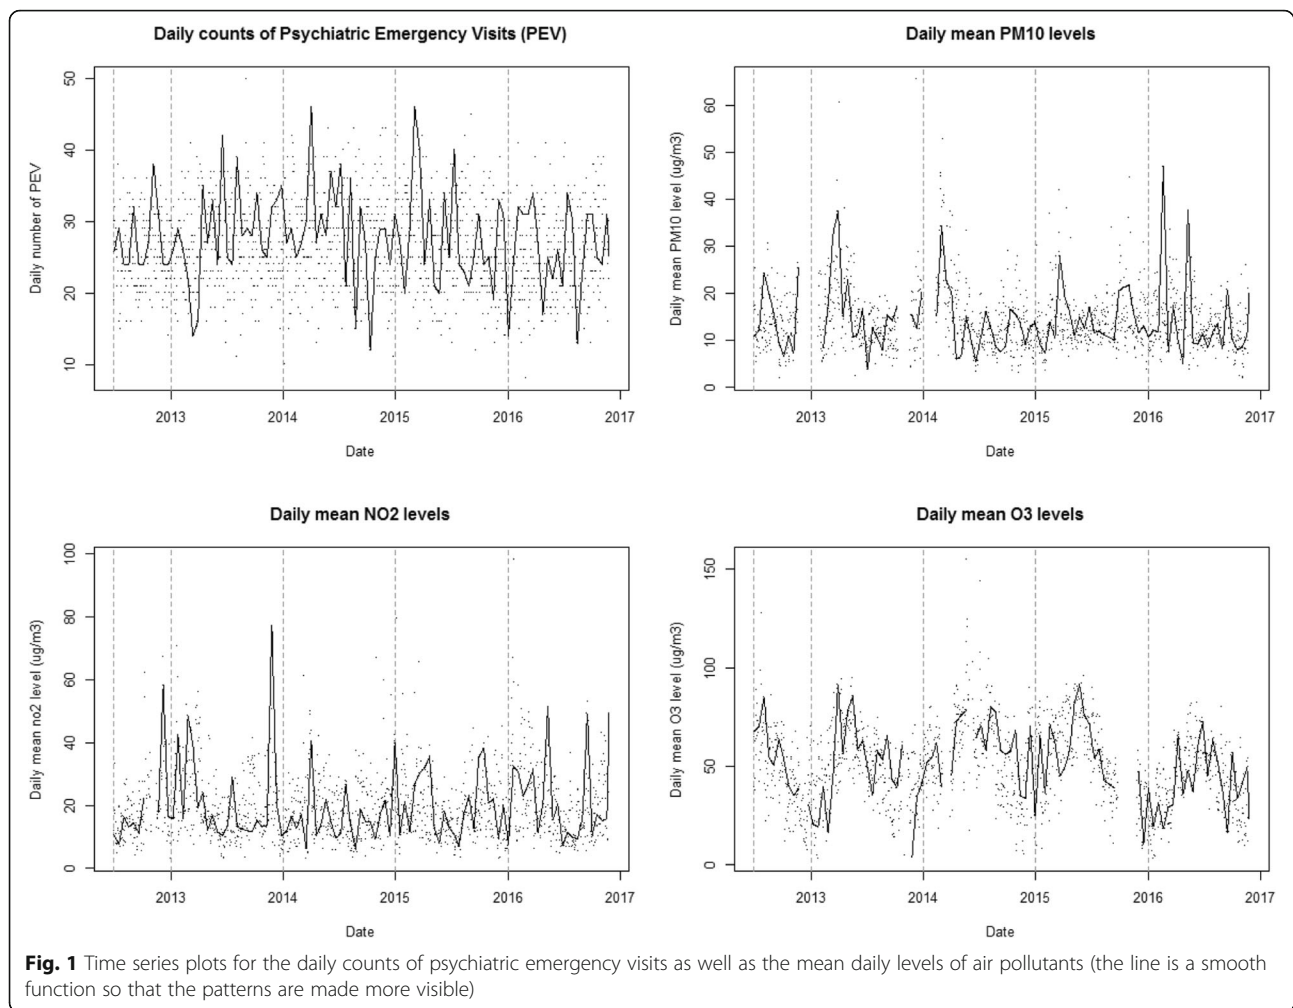 Daily counts of Psychiatric Emergency Visits (PEV)
Daily number of PEV
50
40
30
20
10
2013 2014 2015 2016 2017
Date
Daily mean PM10 levels
Daily mean PM10 level (ug/m3)
60
50
40
30
20
10
0
2013 2014 2015 2016 2017
Date
Daily mean NO2 levels
Daily mean no2 level (ug/m3)
100
80
60
40
20
0
2013 2014 2015 2016 2017
Date
Daily mean O3 levels
Daily mean O3 level (ug/m3)
150
100
50
0
2013 2014 2015 2016 2017
Date
Fig. 1 Time series plots for the daily counts of psychiatric emergency visits as well as the mean daily levels of air pollutants (the line is a smooth
function so that the patterns are made more visible)